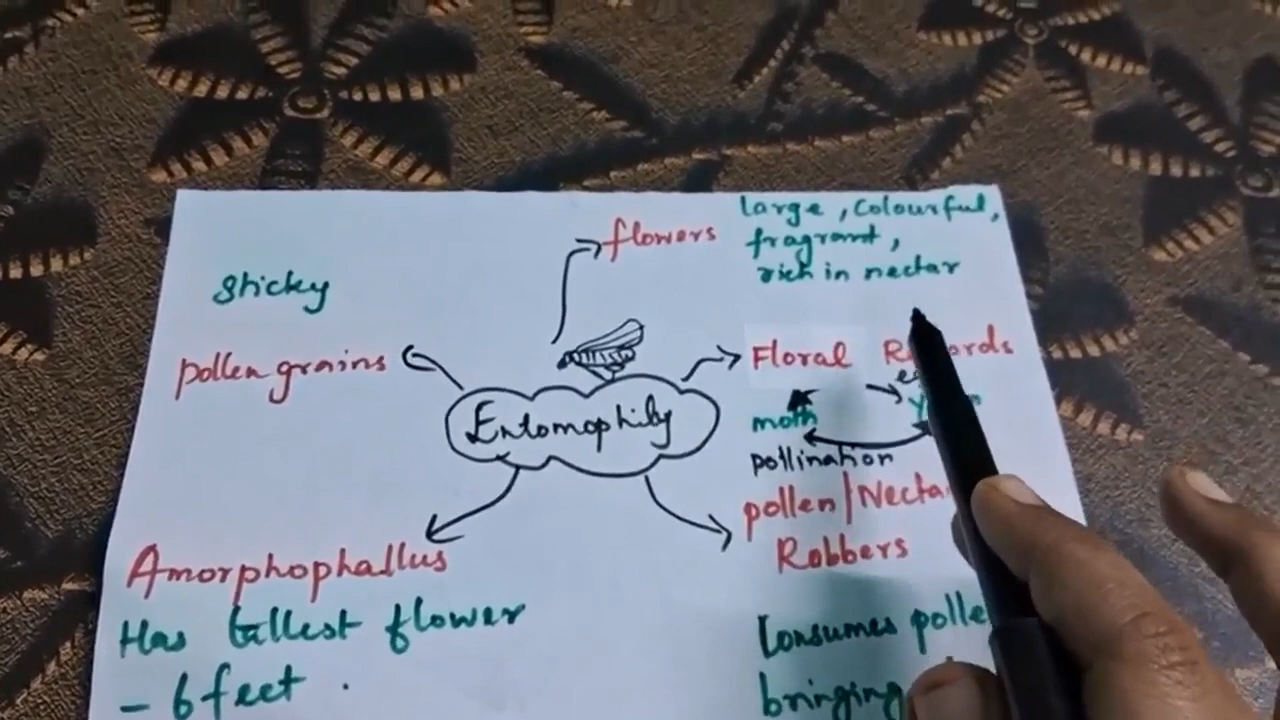 large, Colourful,
flowers
fragrant,
rich in nectar
Sticky
pollen grains
Floral
Entomophily
moth
pollination
pollen/Necta
Robbers
Amorphophallus
Has tallest flower
- 6 feet.
Consumes polle
bringing